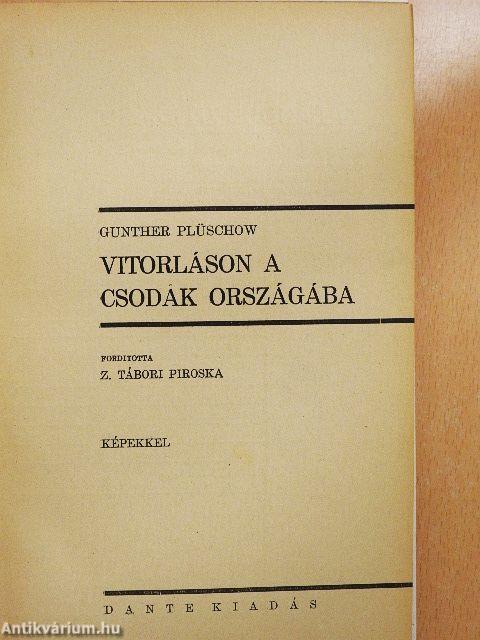 GUNTHER PLÜSCHOW
VITORLÁSON A
CSODÁK ORSZÁGÁBA
FORDITOTTA
Z. TÁBORI PIROSKA
KÉPEKKEL
DANTE KIADÁS
Antikvárium.hu